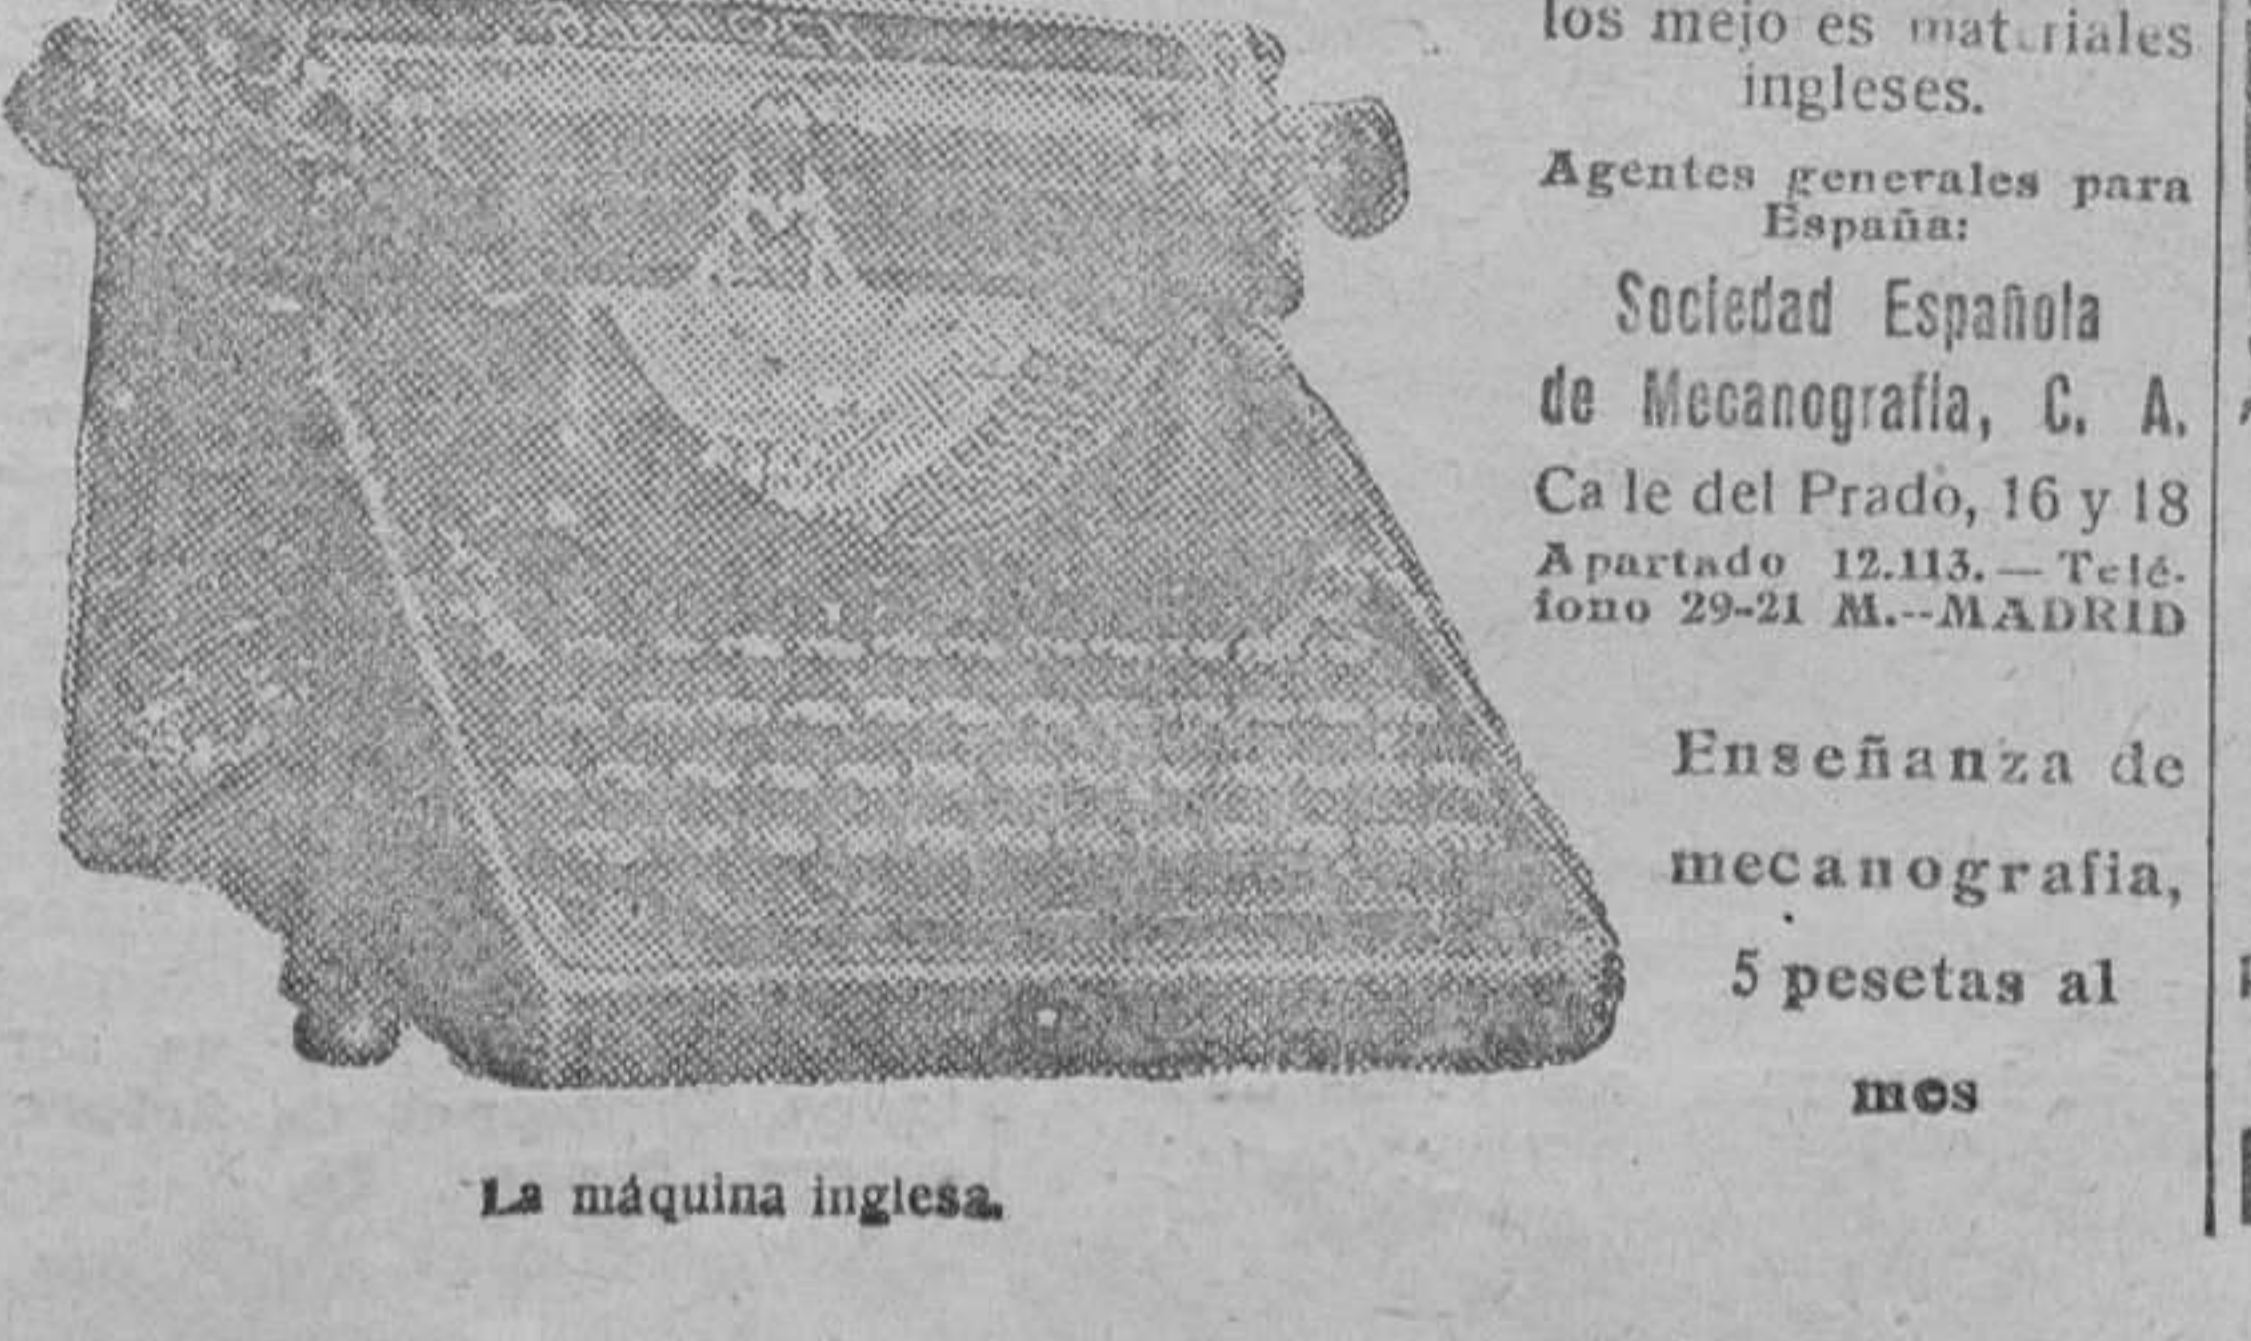 los mejo es mat riales
ingleses.
Agentes generales para
España:
Sociedad Española
de Mecanografía, C. A.
Ca le del Prado, 16 y 18
Apartado 12.113.—Telé-
fono 29-21 M.--MADRID
Enseñanza de
mecanografia,
5 pesetas al
mes
La máquina inglesa.